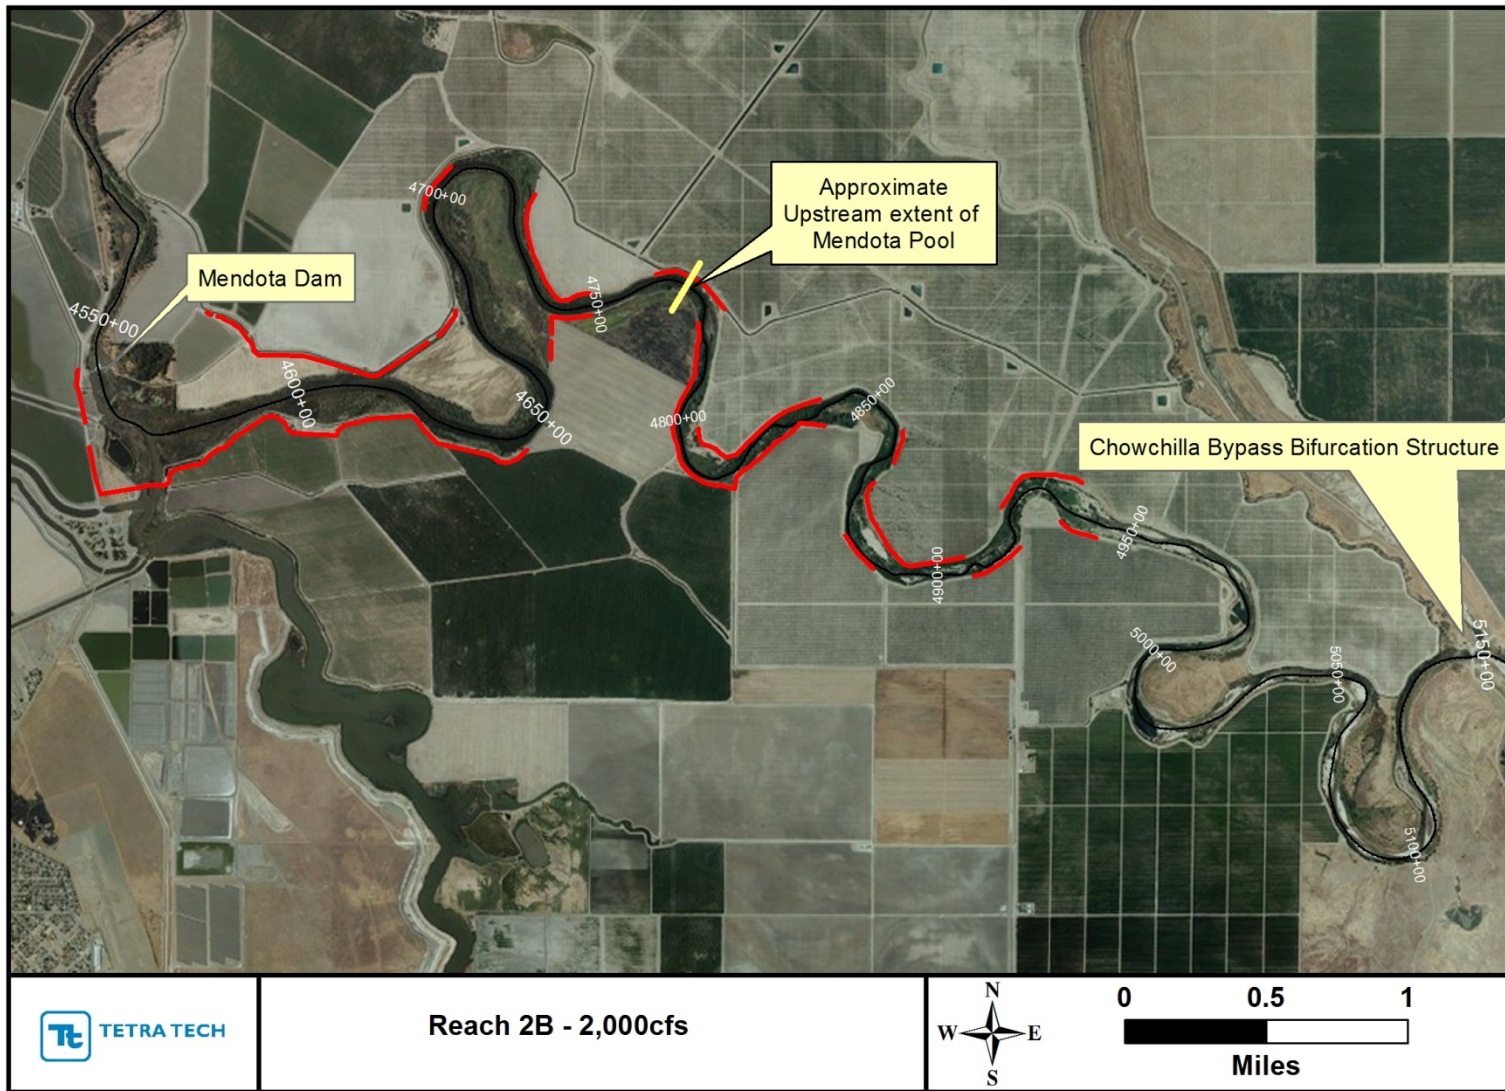 4700+00
Approximate
Upstream extent of
Mendota Pool
Mendota Dam
4550+00
4750+00
4600+00
4650+00
4800+00
4850+00
Chowchilla Bypass Bifurcation Structure
4900+00
4950+00
5000+00
5050+00
5150+00
5100+00
Tt TETRA TECH
Reach 2B - 2,000cfs
N
W E
S
0 0.5 1
Miles